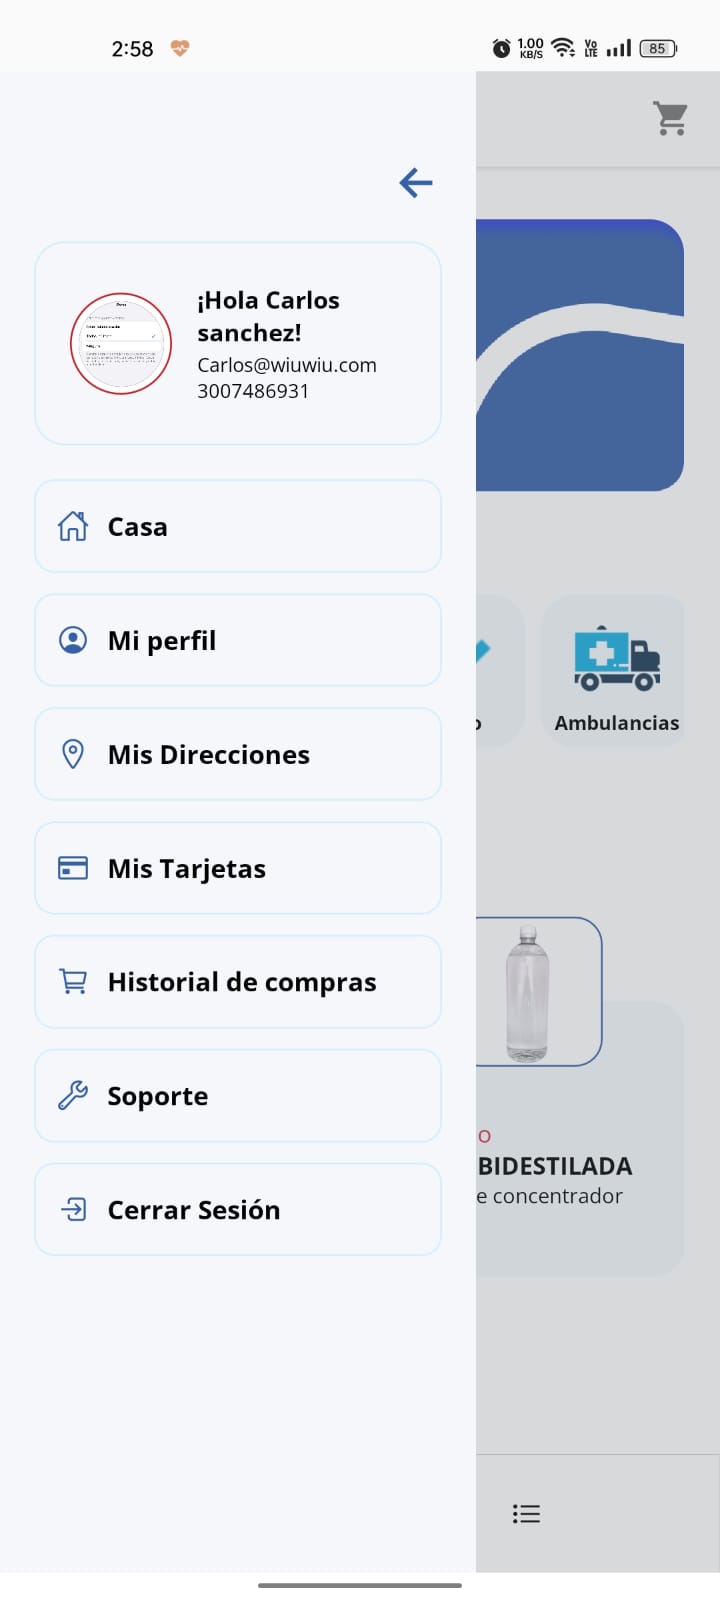 2:58
1.00
KB/S
Vo
LTE
85
¡Hola Carlos
sanchez!
Carlos@wiuwiu.com
3007486931
Casa
Mi perfil
Mis Direcciones
Ambulancias
Mis Tarjetas
Historial de compras
Soporte
BIDESTILADA
e concentrador
Cerrar Sesión